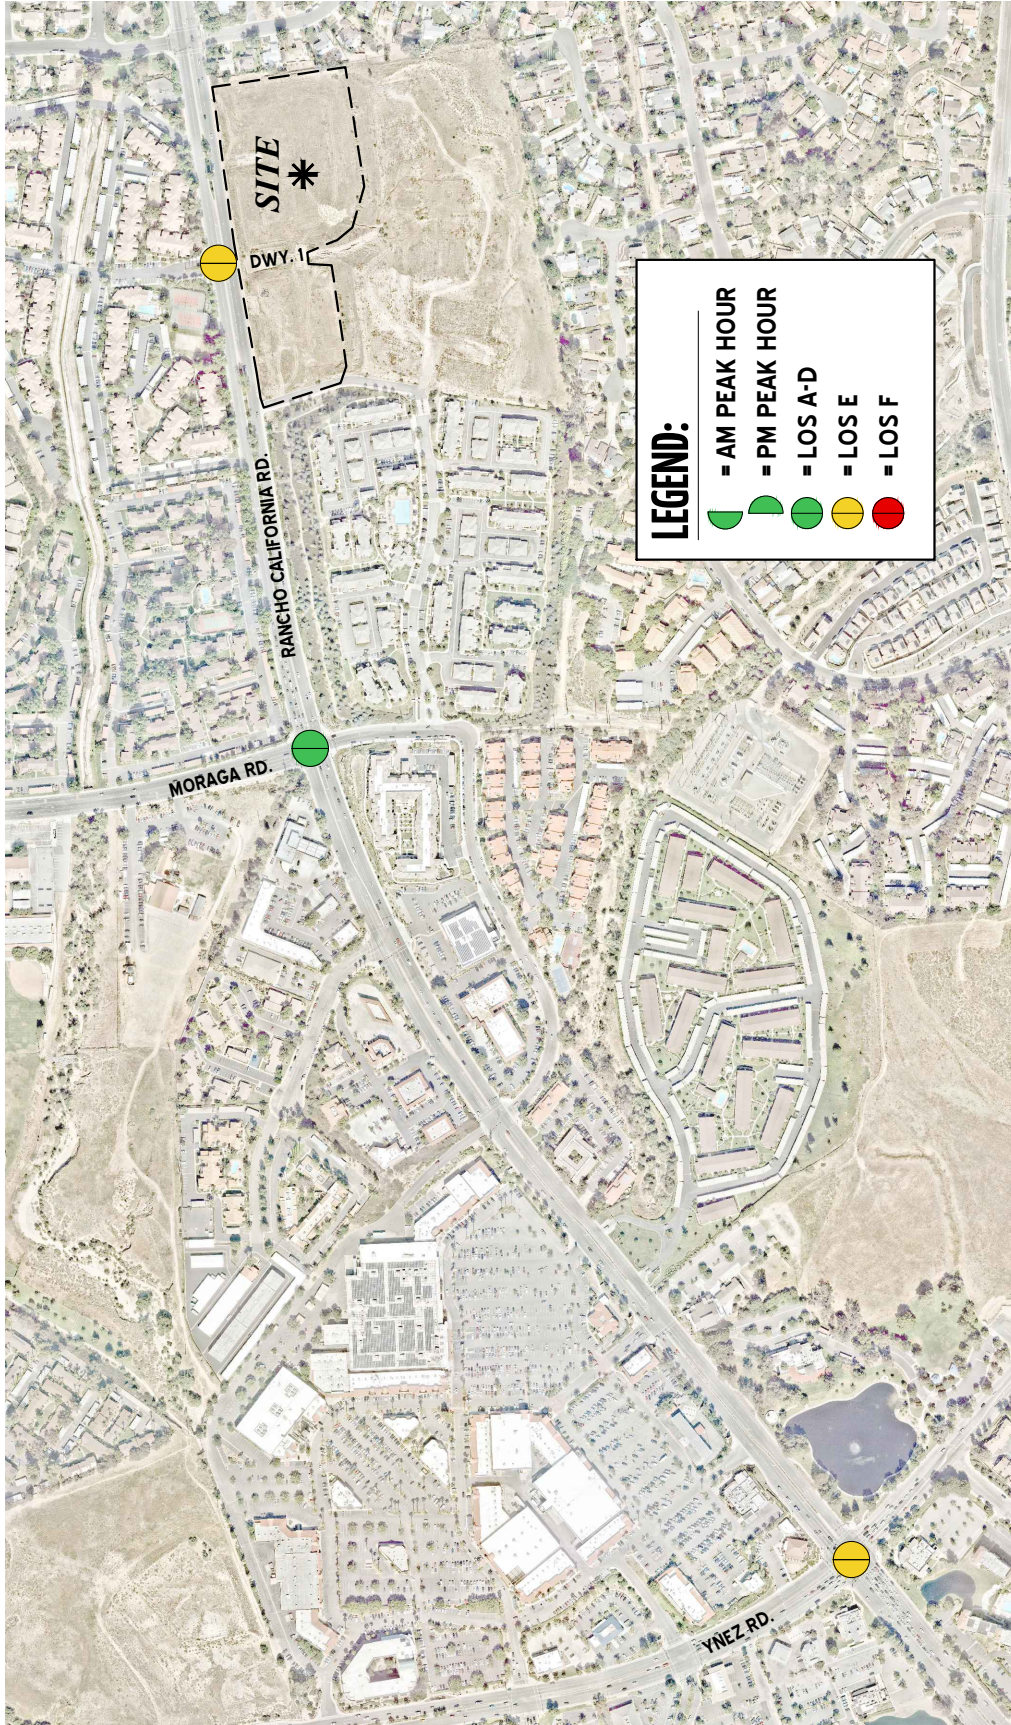 SITE
DWY. 1
RANCHO CALIFORNIA RD.
MORAGA RD.
YNEZ RD.
LEGEND:
= AM PEAK HOUR
= PM PEAK HOUR
= LOS A-D
= LOS E
= LOS F